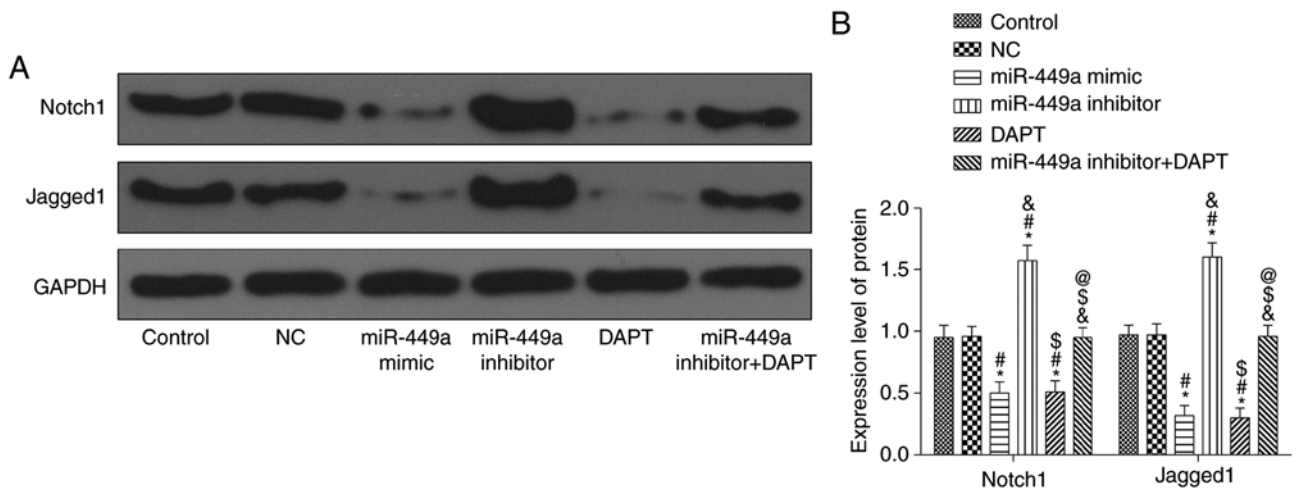 A
Notch1
Jagged1
GAPDH
Control NC miR-449a miR-449a DAPT miR-449a
mimic inhibitor inhibitor+DAPT
B
Control
NC
miR-449a mimic
miR-449a inhibitor
DAPT
miR-449a inhibitor+DAPT
Expression level of protein
2.0
1.5
1.0
0.5
0.0
#
*
&
#
*
$
#
*
@
$
&
#
*
&
#
*
$
#
*
@
$
&
Notch1 Jagged1